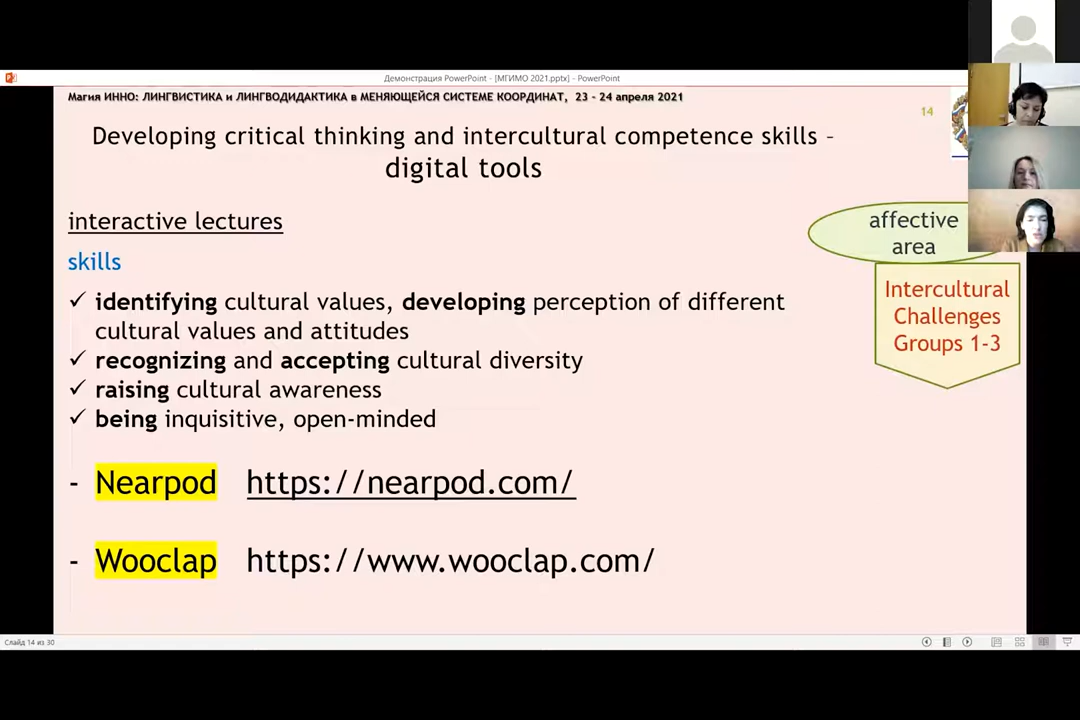 Демонстрация PowerPoint - [МГИМО 2021.pptx] - PowerPoint
Магия ИННО: ЛИНГВИСТИКА и ЛИНГВОДИДАКТИКА в МЕНЯЮЩЕЙСЯ СИСТЕМЕ КООРДИНАТ, 23 - 24 апреля 2021
14
Developing critical thinking and intercultural competence skills –
digital tools
interactive lectures
affective
area
skills
Intercultural
Challenges
Groups 1-3
✓ identifying cultural values, developing perception of different
cultural values and attitudes
✓ recognizing and accepting cultural diversity
✓ raising cultural awareness
✓ being inquisitive, open-minded
- Nearpod https://nearpod.com/
- Wooclap https://www.wooclap.com/
Слайд 14 из 30